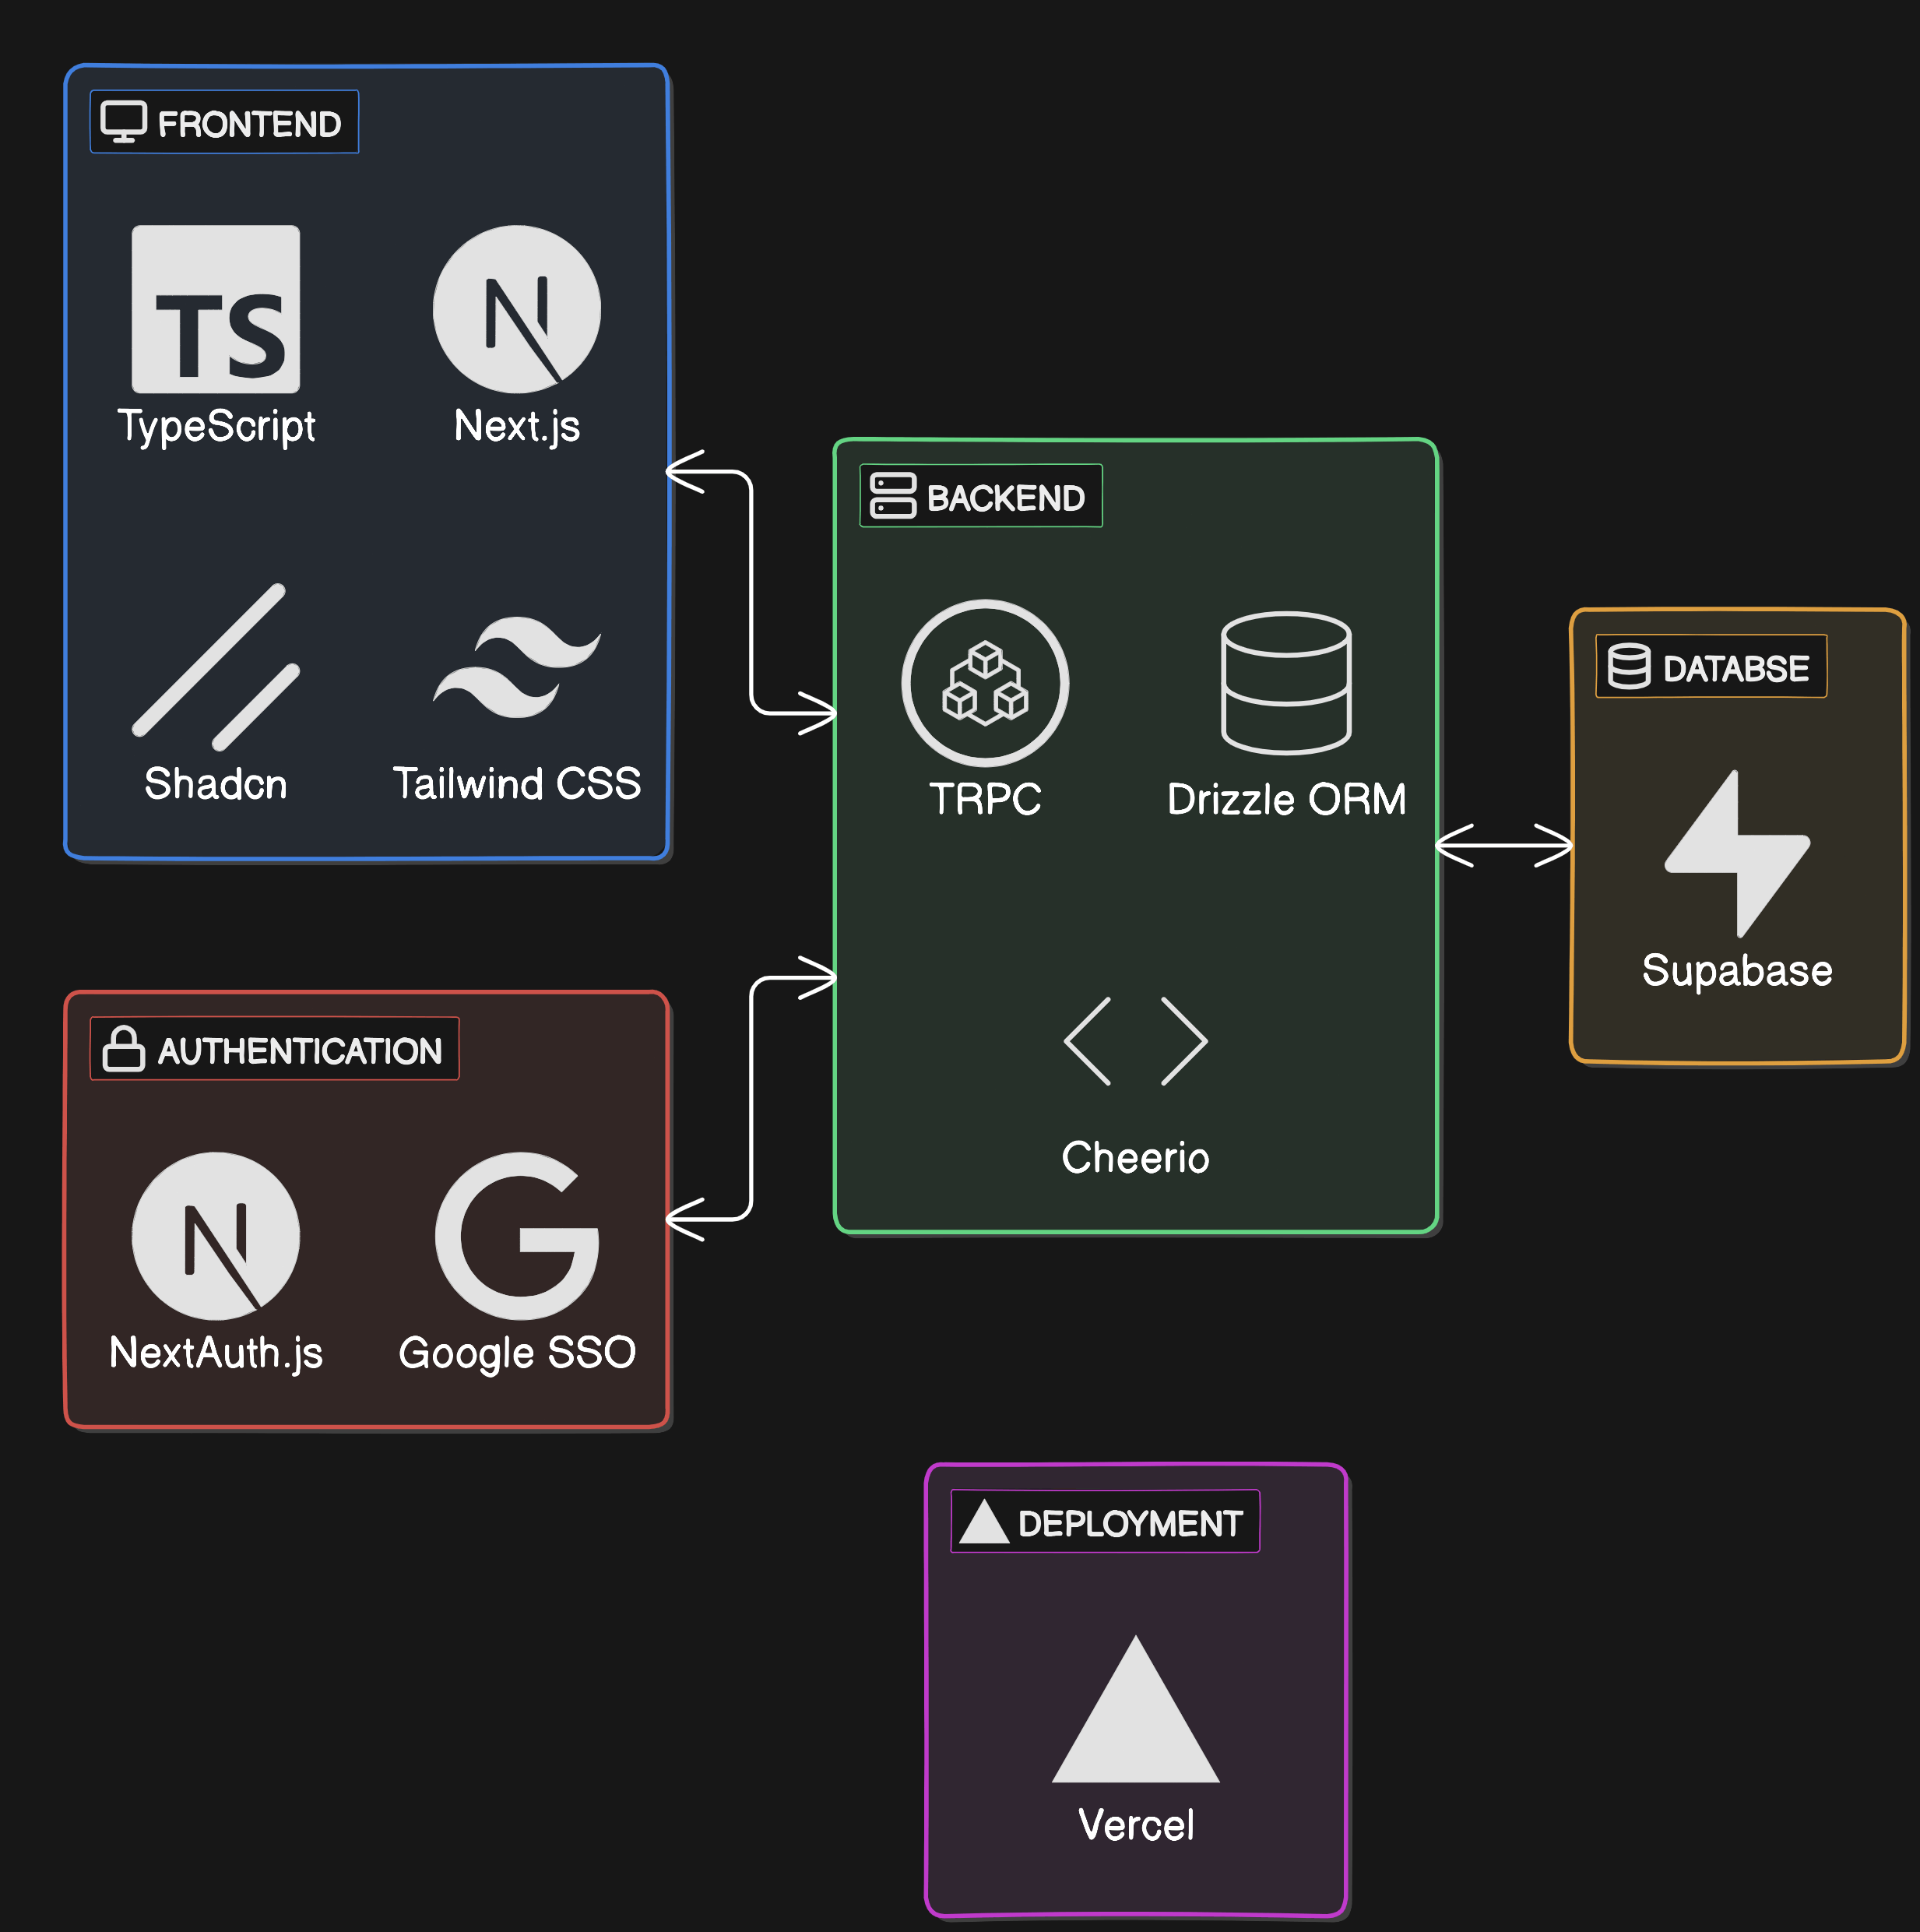 FRONTEND
TS
TypeScript
N
Next.js
Shadcn
Tailwind CSS
BACKEND
TRPC
Drizzle ORM
Cheerio
DATABSE
Supabase
AUTHENTICATION
N
NextAuth.js
G
Google SSO
DEPLOYMENT
Vercel